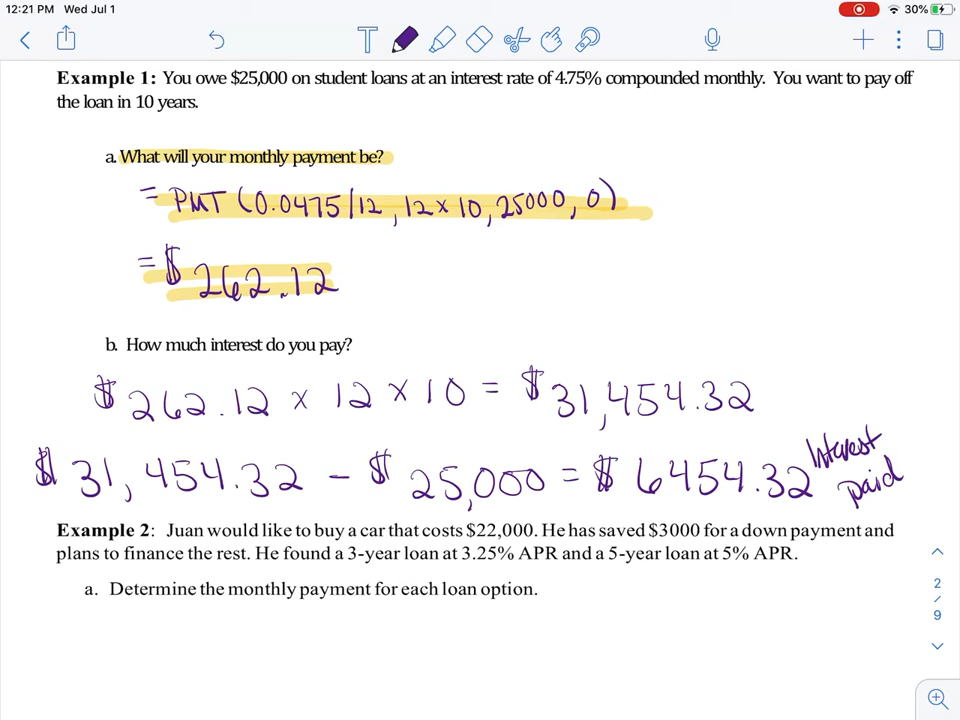 12:21 PM Wed Jul 1
30%
T
Example 1: You owe $25,000 on student loans at an interest rate of 4.75% compounded monthly. You want to pay off
the loan in 10 years.
a. What will your monthly payment be?
= PMT (0.0475/12, 12 × 10, 25000, 0)
= $262.12
b. How much interest do you pay?
$262.12 × 12 × 10 = $31,454.32
$31,454.32 - $25,000 = $6454.32 Interest paid
Example 2: Juan would like to buy a car that costs $22,000. He has saved $3000 for a down payment and
plans to finance the rest. He found a 3-year loan at 3.25% APR and a 5-year loan at 5% APR.
a. Determine the monthly payment for each loan option.
2
/
9